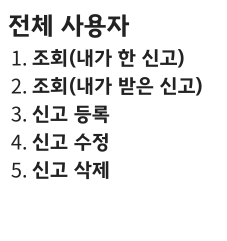 전체 사용자
1. 조회(내가 한 신고)
2. 조회(내가 받은 신고)
3. 신고 등록
4. 신고 수정
5. 신고 삭제